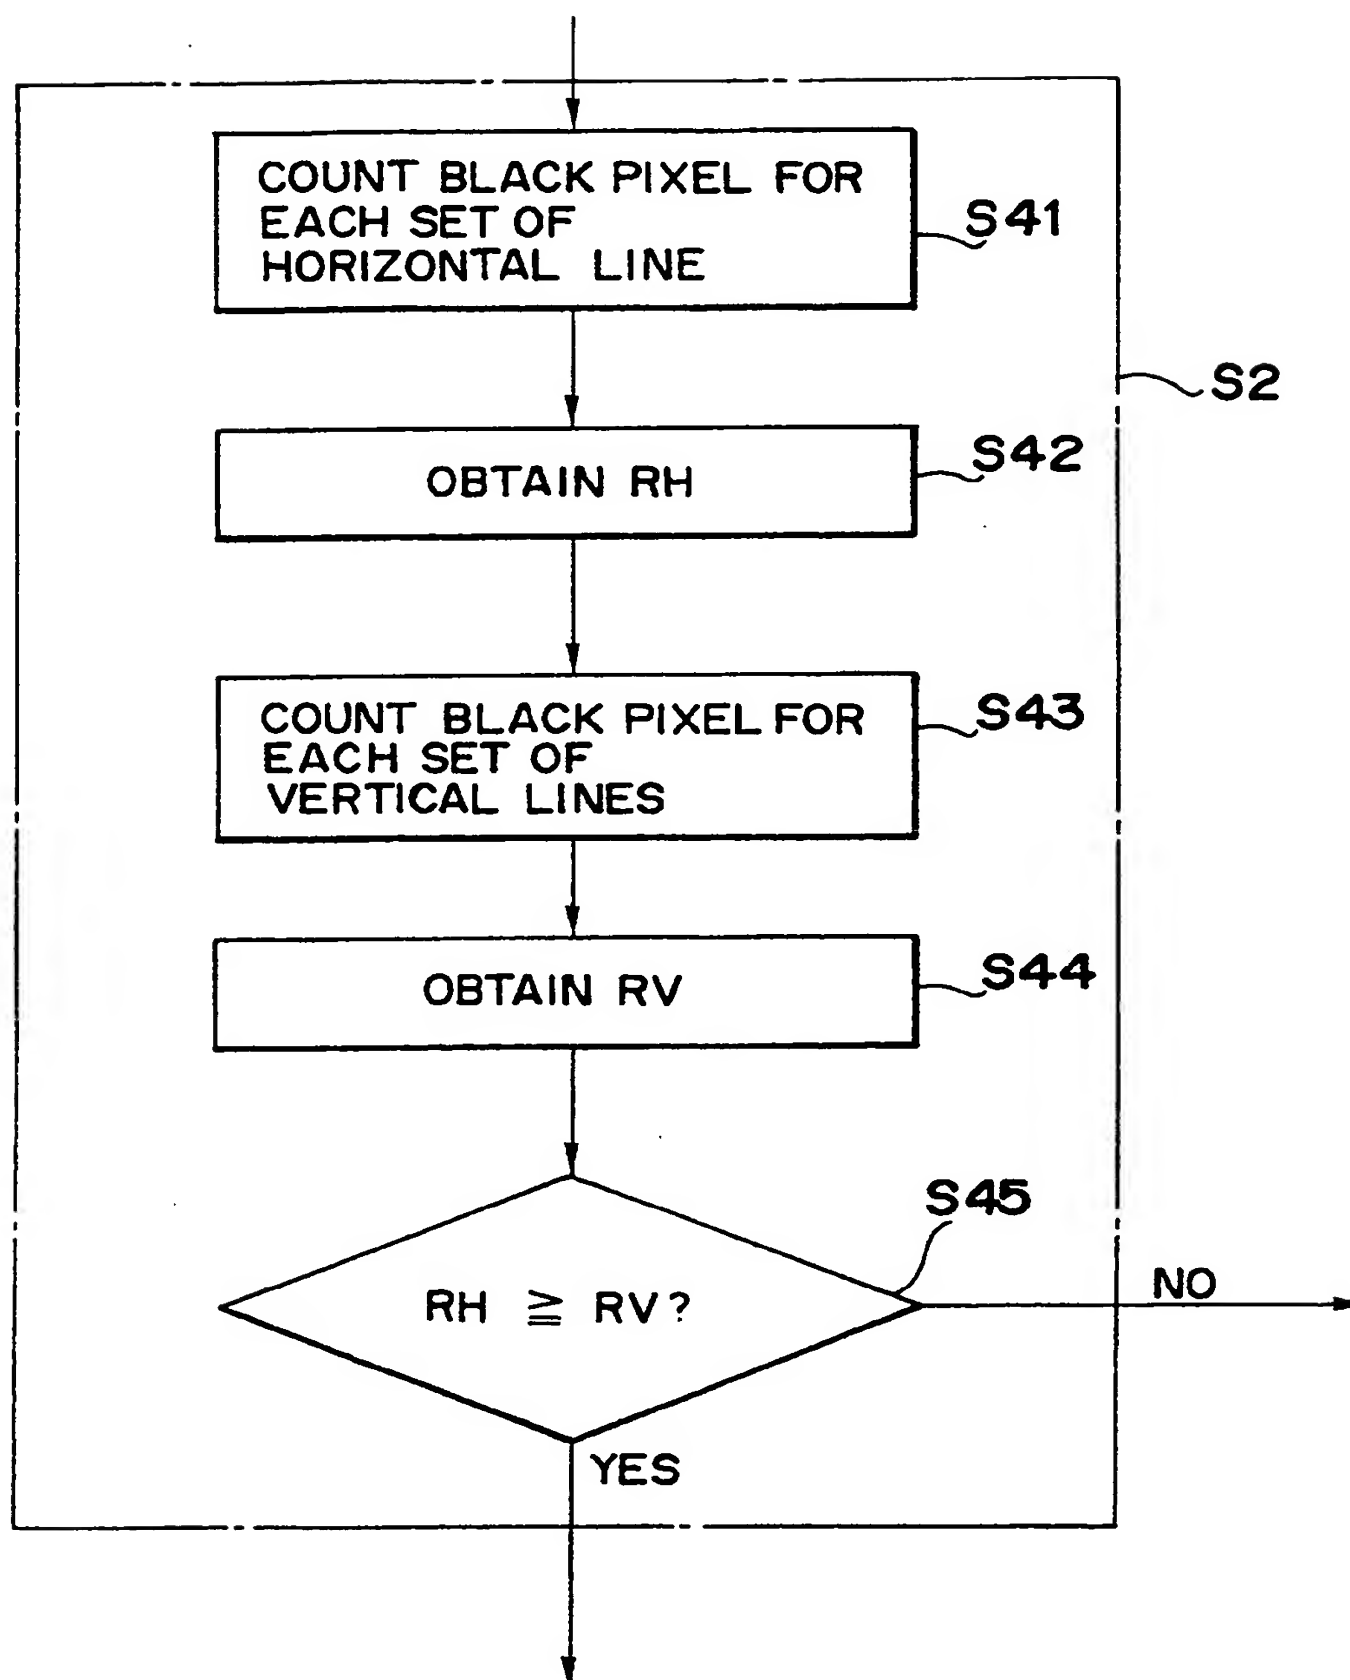 COUNT BLACK PIXEL FOR
EACH SET OF
HORIZONTAL LINE
S41
S2
OBTAIN RH
S42
COUNT BLACK PIXEL FOR
EACH SET OF
VERTICAL LINES
S43
OBTAIN RV
S44
S45
RH ≧ RV?
NO
YES